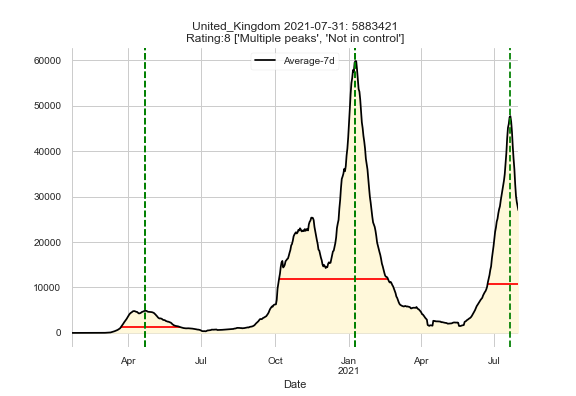 United_Kingdom 2021-07-31: 5883421
Rating:8 ['Multiple peaks', 'Not in control']
Average-7d
60000
50000
40000
30000
20000
10000
0
Apr
Jul
Oct
Jan
2021
Apr
Jul
Date